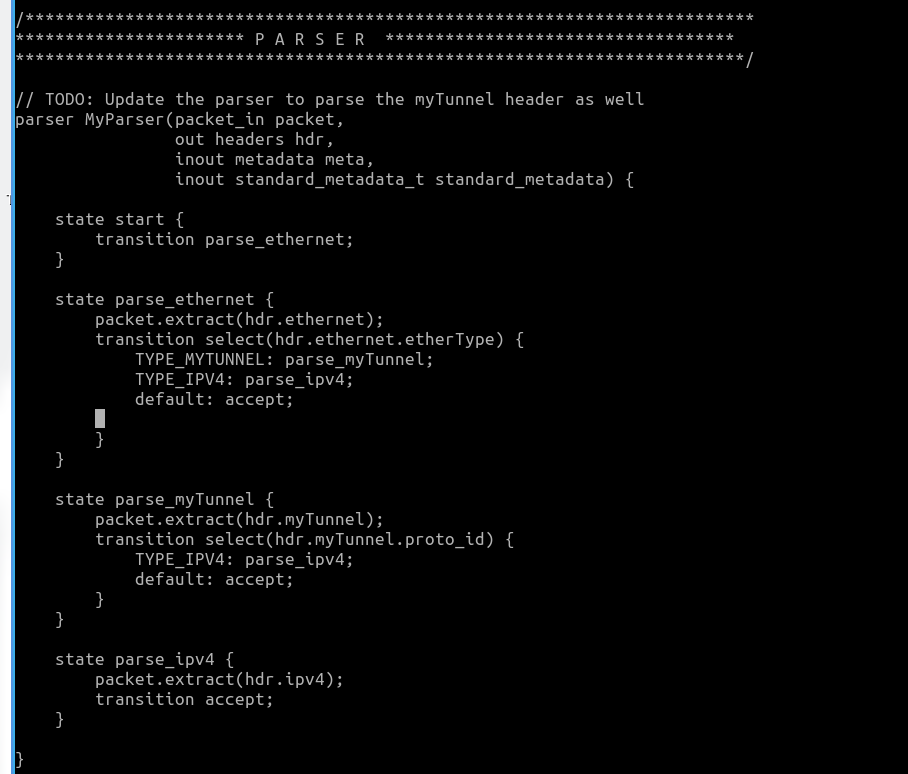 /*************************************************************************
*********************** P A R S E R  ***********************************
*************************************************************************/

// TODO: Update the parser to parse the myTunnel header as well
parser MyParser(packet_in packet,
                out headers hdr,
                inout metadata meta,
                inout standard_metadata_t standard_metadata) {

    state start {
        transition parse_ethernet;
    }

    state parse_ethernet {
        packet.extract(hdr.ethernet);
        transition select(hdr.ethernet.etherType) {
            TYPE_MYTUNNEL: parse_myTunnel;
            TYPE_IPV4: parse_ipv4;
            default: accept;

        }
    }

    state parse_myTunnel {
        packet.extract(hdr.myTunnel);
        transition select(hdr.myTunnel.proto_id) {
            TYPE_IPV4: parse_ipv4;
            default: accept;
        }
    }

    state parse_ipv4 {
        packet.extract(hdr.ipv4);
        transition accept;
    }

}